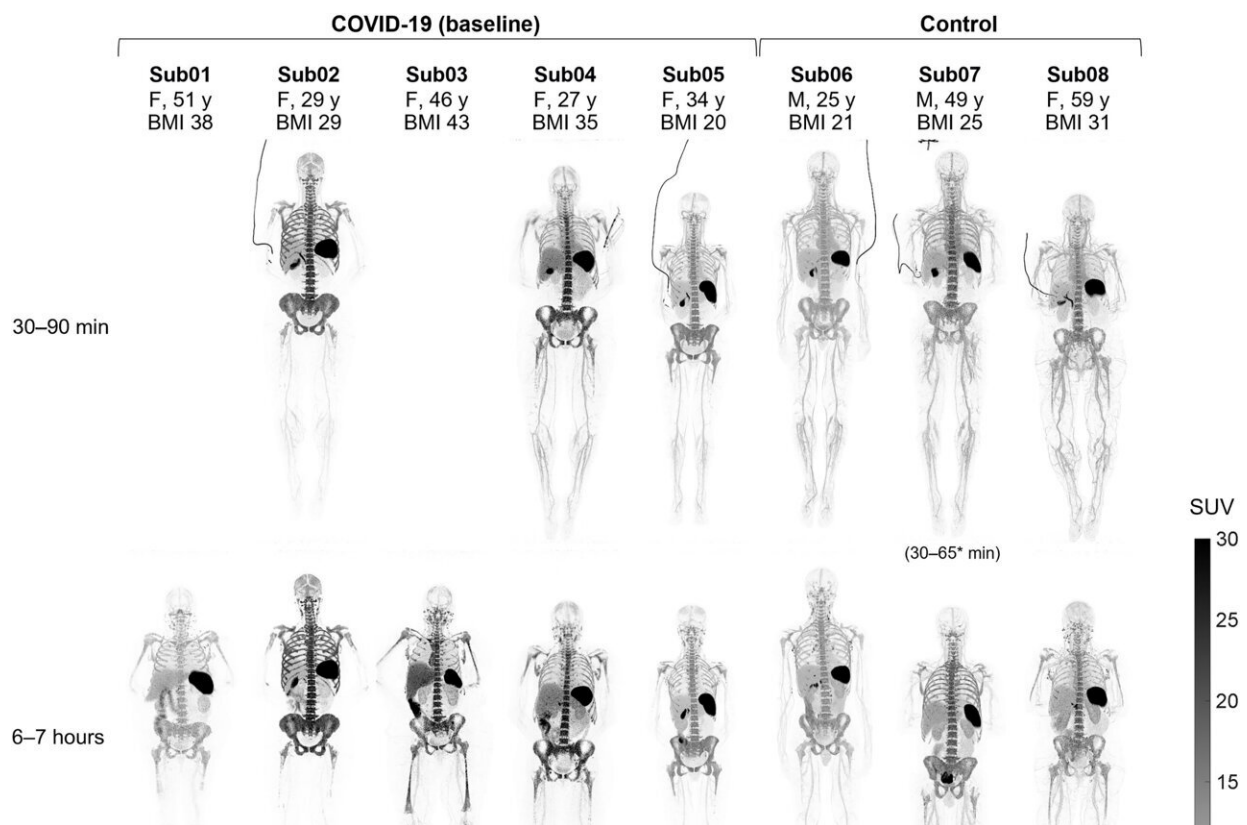 COVID-19 (baseline) Control
Sub01 Sub02 Sub03 Sub04 Sub05 Sub06 Sub07 Sub08
F, 51 y F, 29 y F, 46 y F, 27 y F, 34 y M, 25 y M, 49 y F, 59 y
BMI 38 BMI 29 BMI 43 BMI 35 BMI 20 BMI 21 BMI 25 BMI 31
30–90 min
SUV
(30–65* min)
30
25
20
6–7 hours
15